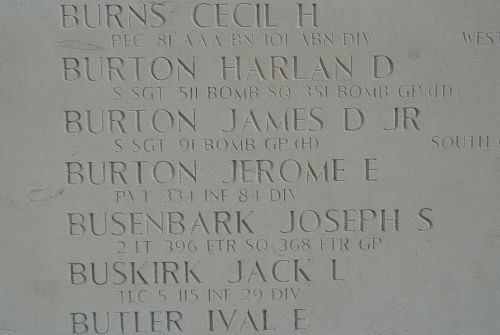 BURNS CECIL H
PFC 81 AAA BN 101 ABN DIV WEST
BURTON HARLAN D
S SGT 511 BOMB SQ 351 BOMB GP (H)
BURTON JAMES D JR
S SGT 91 BOMB GP (H) SOUTH
BURTON JEROME E
PVT 334 INF 84 DIV
BUSENBARK JOSEPH S
2 LT 396 FTR SQ 368 FTR GP
BUSKIRK JACK L
TEC 5 115 INF 29 DIV
BUTLER IVAL E